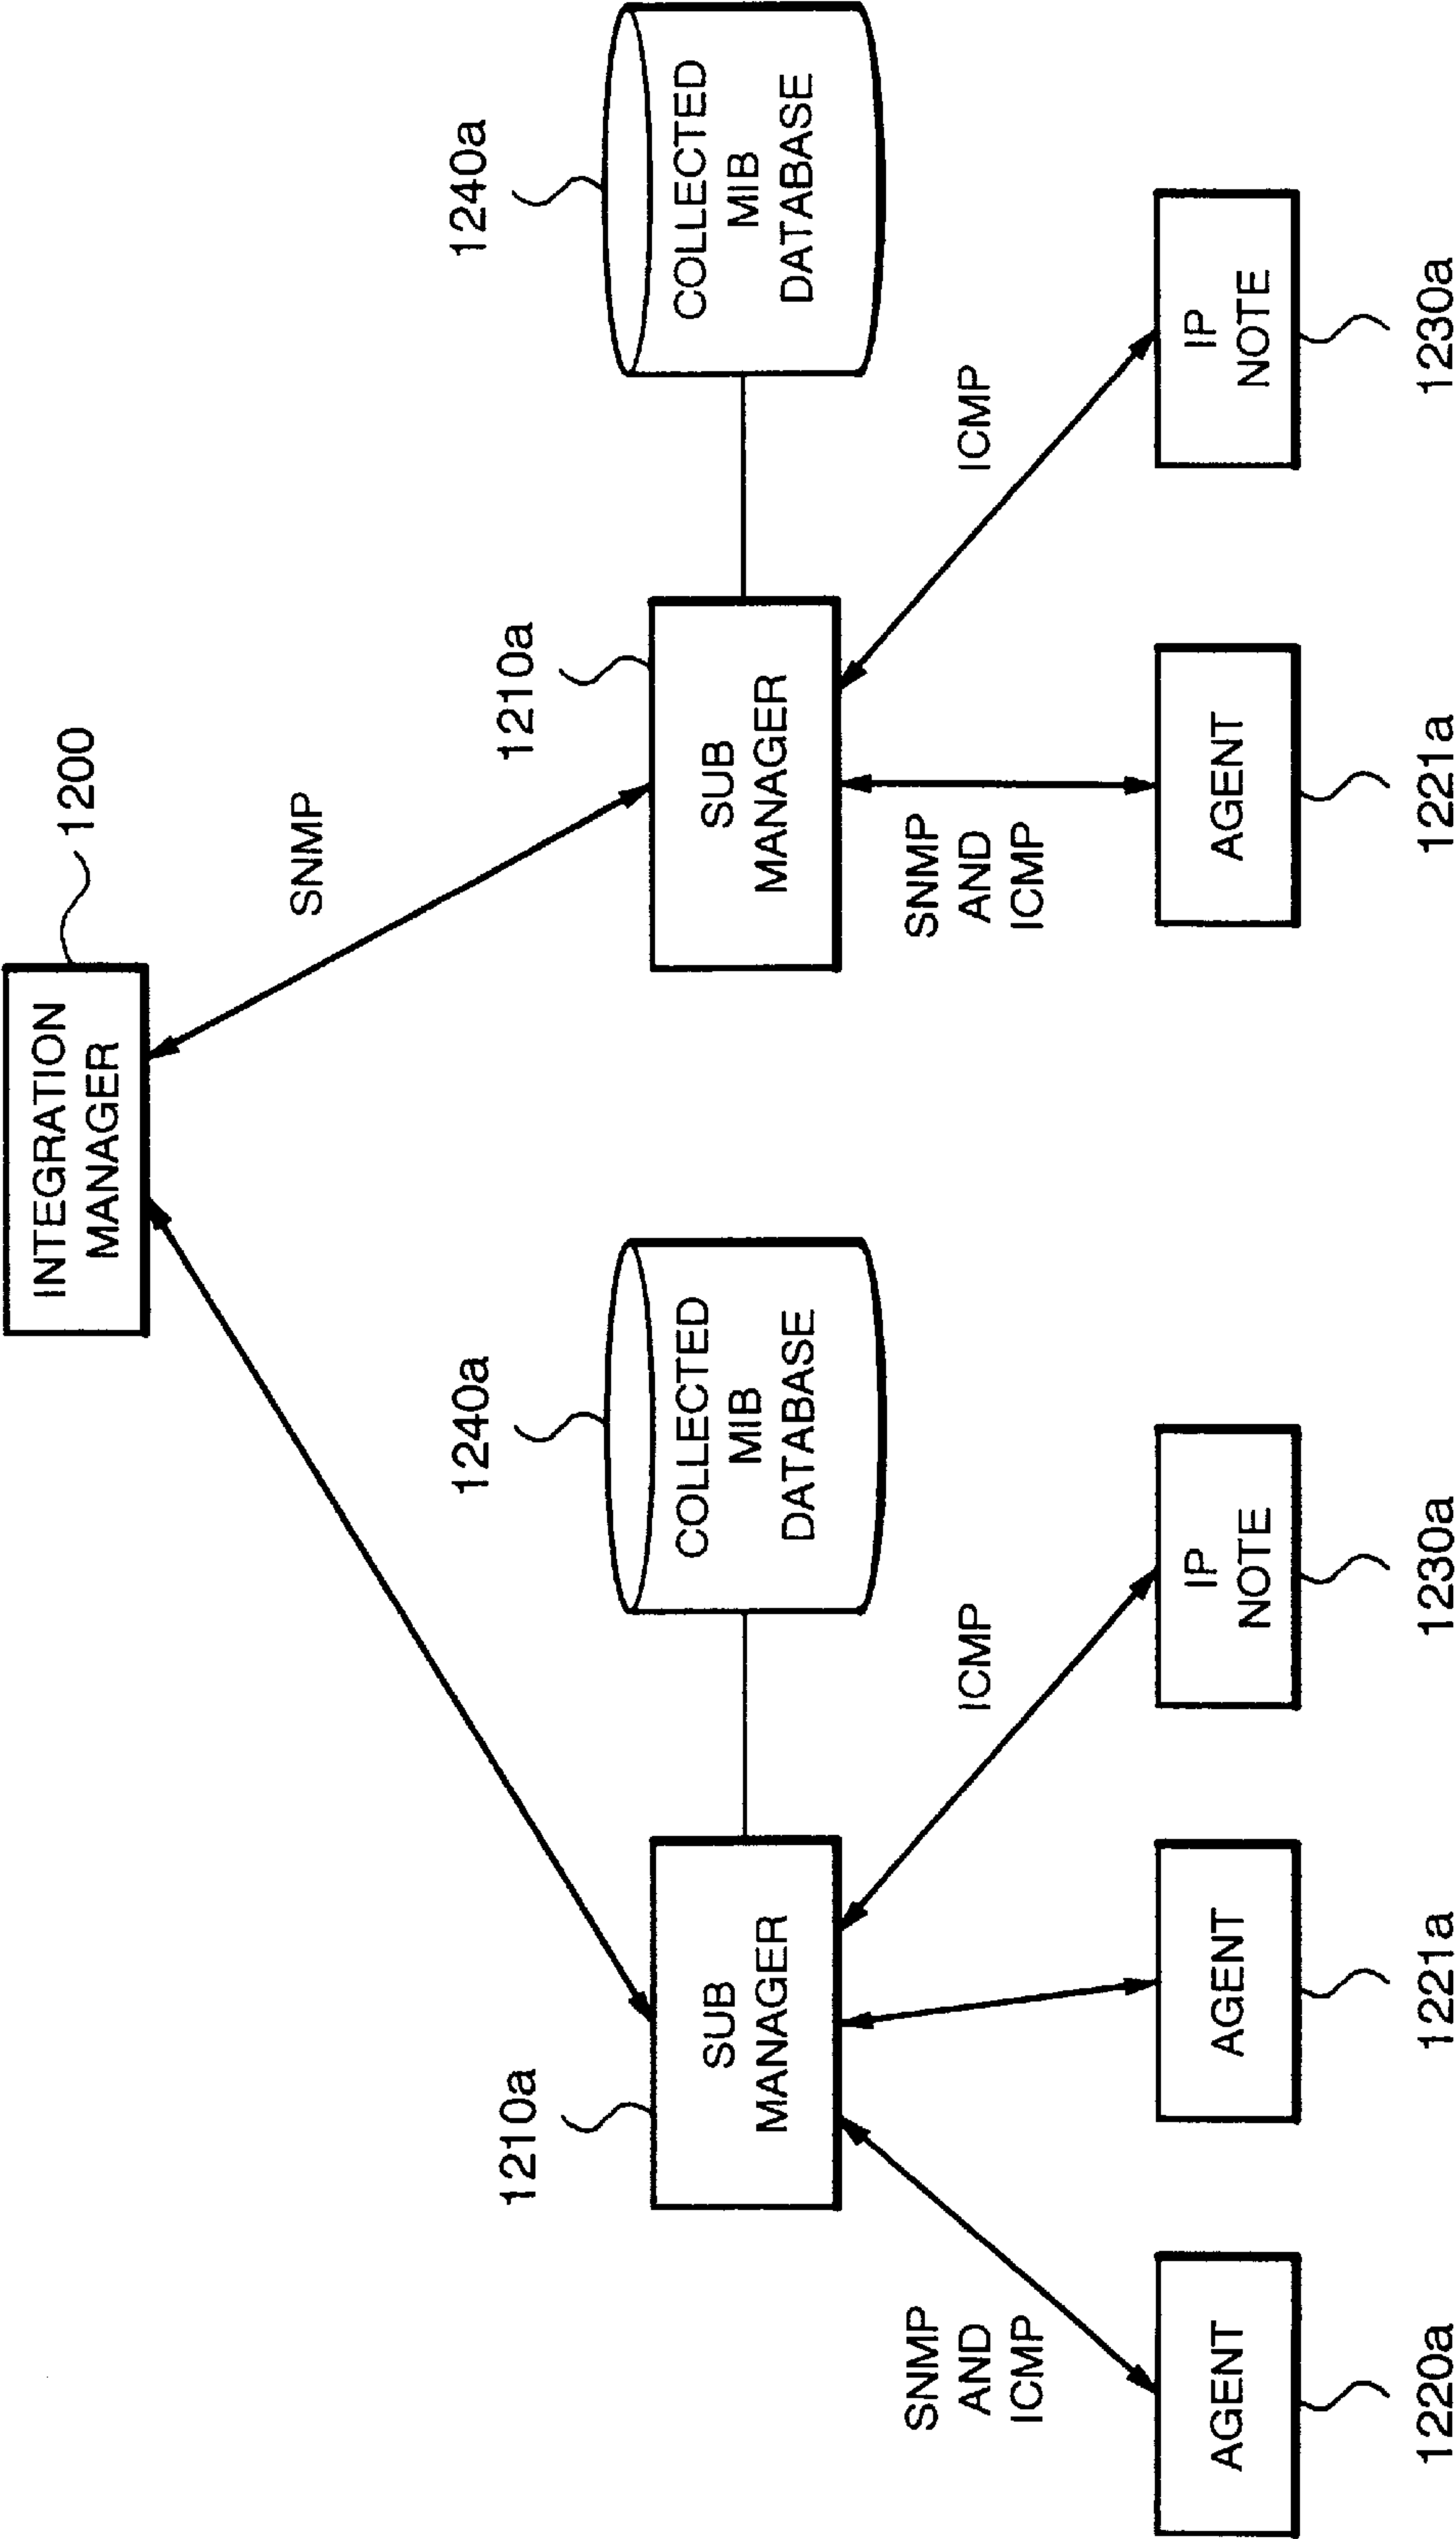 INTEGRATION
MANAGER
1200
SNMP
1210a
SUB
MANAGER
1240a
COLLECTED
MIB
DATABASE
1210a
SUB
MANAGER
1240a
COLLECTED
MIB
DATABASE
SNMP
AND
ICMP
ICMP
SNMP
AND
ICMP
ICMP
AGENT
1220a
AGENT
1221a
IP
NOTE
1230a
AGENT
1221a
IP
NOTE
1230a